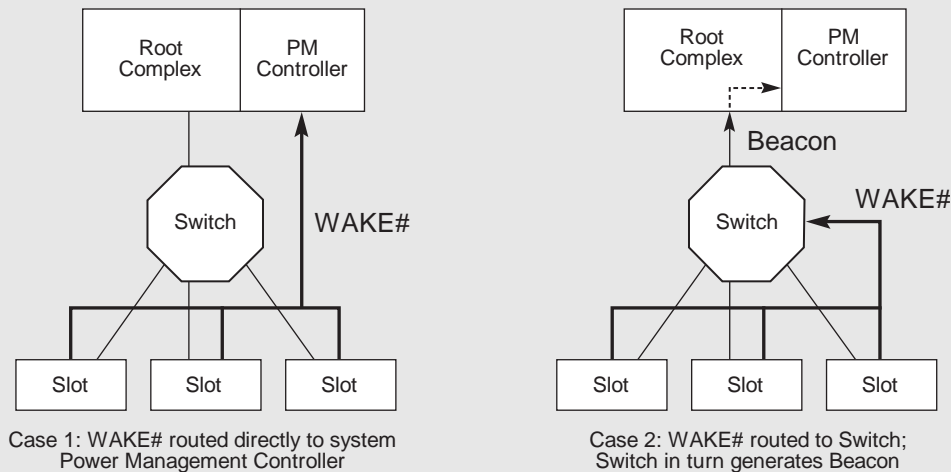 Root
Complex
PM
Controller
Switch
WAKE#
Slot
Slot
Slot
Case 1: WAKE# routed directly to system
Power Management Controller
Root
Complex
PM
Controller
Beacon
WAKE#
Switch
Slot
Slot
Slot
Case 2: WAKE# routed to Switch;
Switch in turn generates Beacon